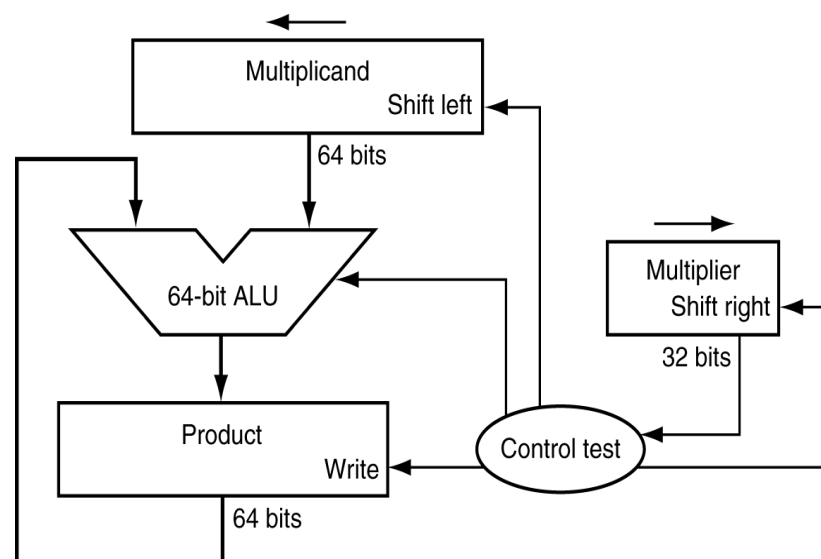 Multiplicand
Shift left
64 bits
64-bit ALU
Multiplier
Shift right
32 bits
Product
Write
Control test
64 bits